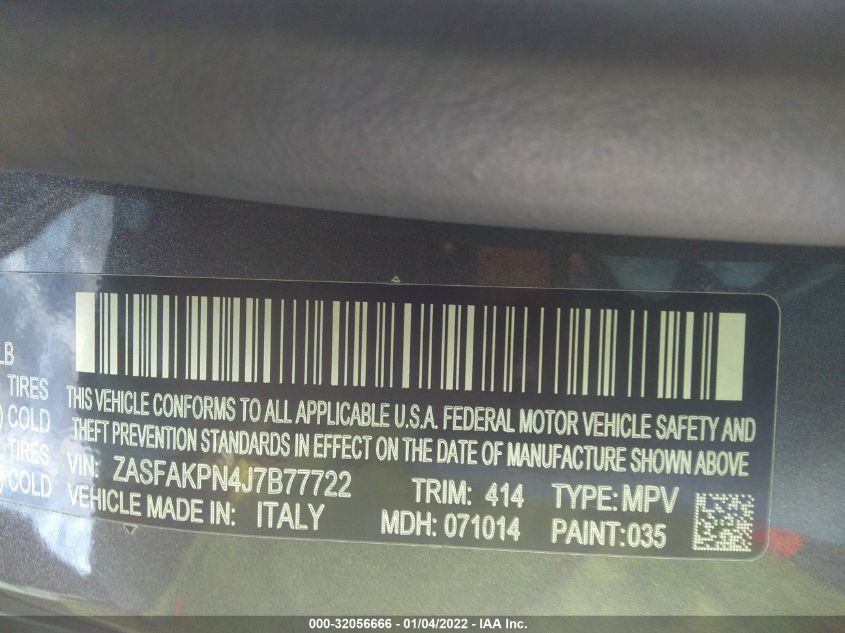 LB
TIRES
) COLD
TIRES
) COLD
THIS VEHICLE CONFORMS TO ALL APPLICABLE U.S.A. FEDERAL MOTOR VEHICLE SAFETY AND
THEFT PREVENTION STANDARDS IN EFFECT ON THE DATE OF MANUFACTURE SHOWN ABOVE
VIN: ZASFAKPN4J7B77722 TRIM: 414 TYPE: MPV
VEHICLE MADE IN: ITALY MDH: 071014 PAINT:035
000-32056666 - 01/04/2022 - IAA Inc.